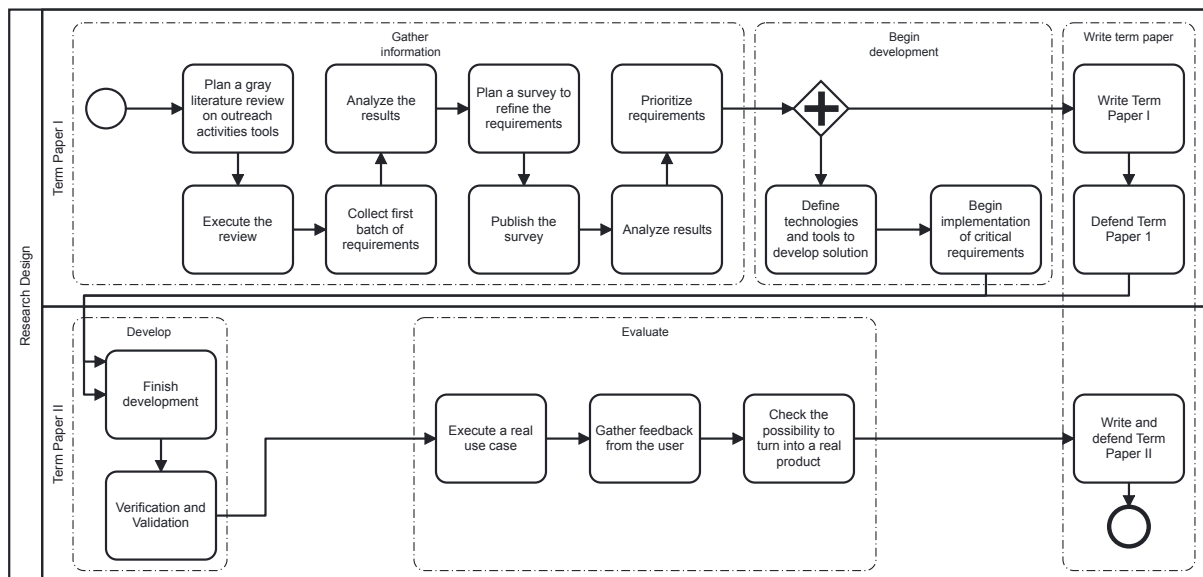 Research Design
Term Paper I
Gather
information
Plan a gray
literature review
on outreach
activities tools
Execute the
review
Collect first
batch of
requirements
Analyze the
results
Plan a survey to
refine the
requirements
Publish the
survey
Analyze results
Prioritize
requirements
Begin
development
Define
technologies
and tools to
develop solution
Begin
implementation
of critical
requirements
Write term paper
Write Term
Paper I
Defend Term
Paper 1
Term Paper II
Develop
Finish
development
Verification and
Validation
Evaluate
Execute a real
use case
Gather feedback
from the user
Check the
possibility to
turn into a real
product
Write and
defend Term
Paper II